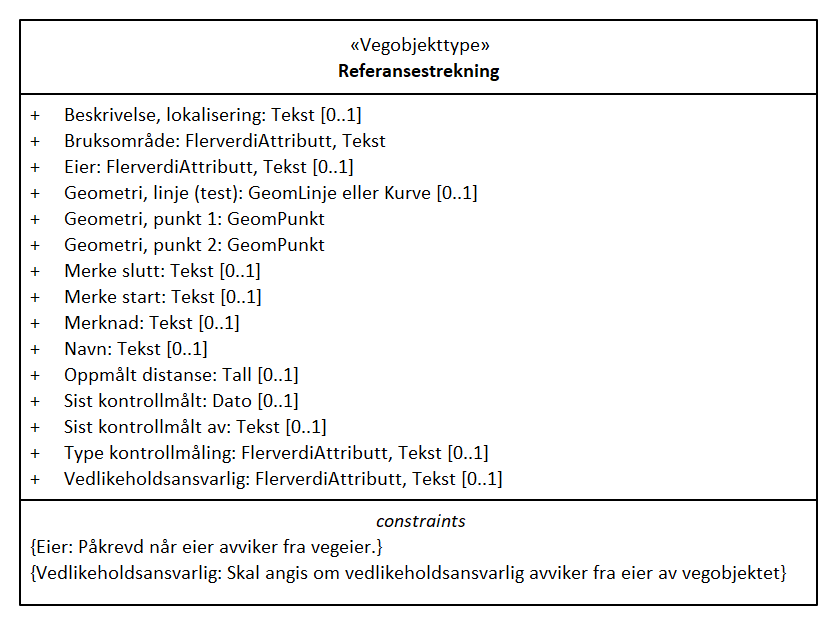 «Vegobjekttype»
Referansestrekning
+ Beskrivelse, lokalisering: Tekst [0..1]
+ Bruksområde: FlerverdiAttributt, Tekst
+ Eier: FlerverdiAttributt, Tekst [0..1]
+ Geometri, linje (test): GeomLinje eller Kurve [0..1]
+ Geometri, punkt 1: GeomPunkt
+ Geometri, punkt 2: GeomPunkt
+ Merke slutt: Tekst [0..1]
+ Merke start: Tekst [0..1]
+ Merknad: Tekst [0..1]
+ Navn: Tekst [0..1]
+ Oppmålt distanse: Tall [0..1]
+ Sist kontrollmålt: Dato [0..1]
+ Sist kontrollmålt av: Tekst [0..1]
+ Type kontrollmåling: FlerverdiAttributt, Tekst [0..1]
+ Vedlikeholdsansvarlig: FlerverdiAttributt, Tekst [0..1]
constraints
{Eier: Påkrevd når eier avviker fra vegeier.}
{Vedlikeholdsansvarlig: Skal angis om vedlikeholdsansvarlig avviker fra eier av vegobjektet}